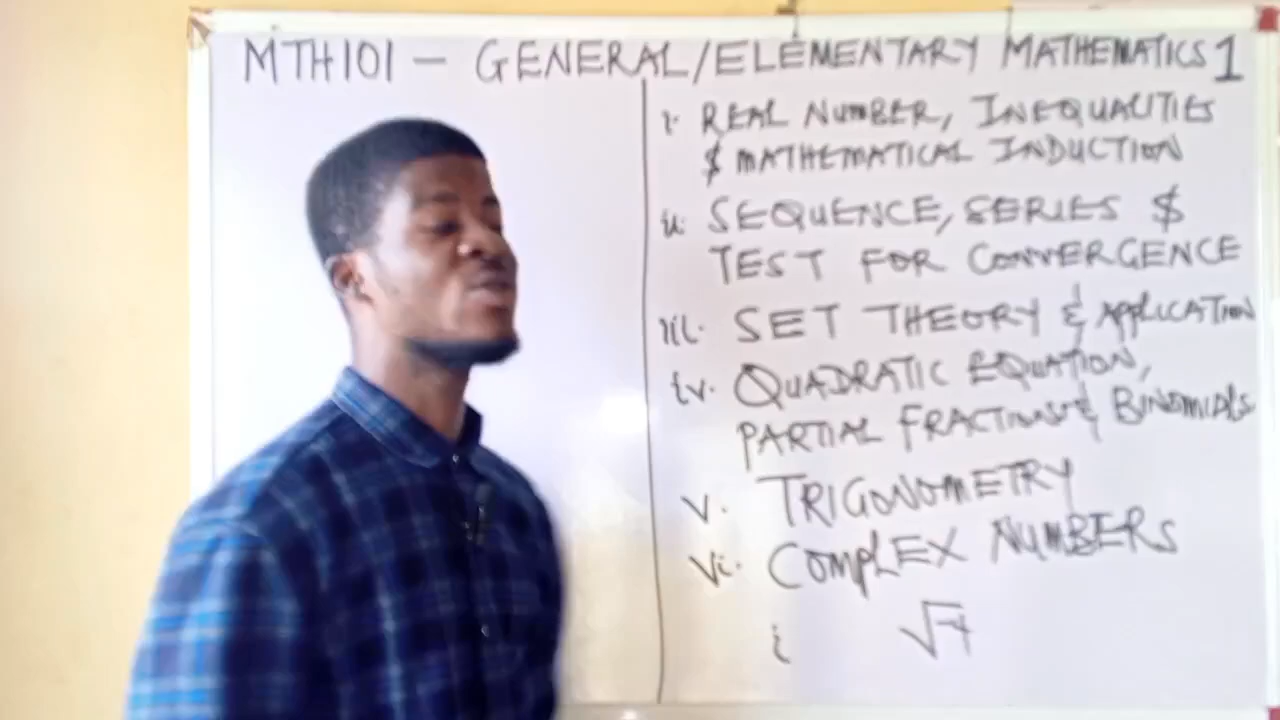 MTH101 — GENERAL/ELEMENTARY MATHEMATICS 1
i. REAL NUMBER, INEQUALITIES
$ MATHEMATICAL INDUCTION
ii. SEQUENCE, SERIES $
TEST FOR CONVERGENCE
iii. SET THEORY & APPLICATION
iv. QUADRATIC EQUATION,
PARTIAL FRACTIONS & BINOMIALS
V. TRIGONOMETRY
Vi. COMPLEX NUMBERS
i